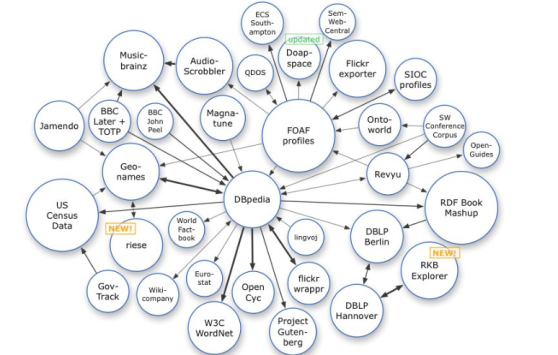 ECS
South-
ampton
Sem-
Web-
Central
updated
Doap-
space
Music-
brainz
Audio-
Scrobbler
QDOS
Flickr
exporter
SIOC
profiles
BBC
Later +
TOTP
BBC
John
Peel
Magna-
tune
Jamendo
FOAF
profiles
Onto-
world
SW
Conference
Corpus
Open-
Guides
Geo-
names
Revyu
DBpedia
US
Census
Data
RDF Book
Mashup
NEW!
riese
World
Fact-
book
lingvoj
DBLP
Berlin
NEW!
RKB
Explorer
Gov-
Track
Wiki-
company
Euro-
stat
Open
Cyc
flickr
wrappr
DBLP
Hannover
W3C
WordNet
Project
Guten-
berg